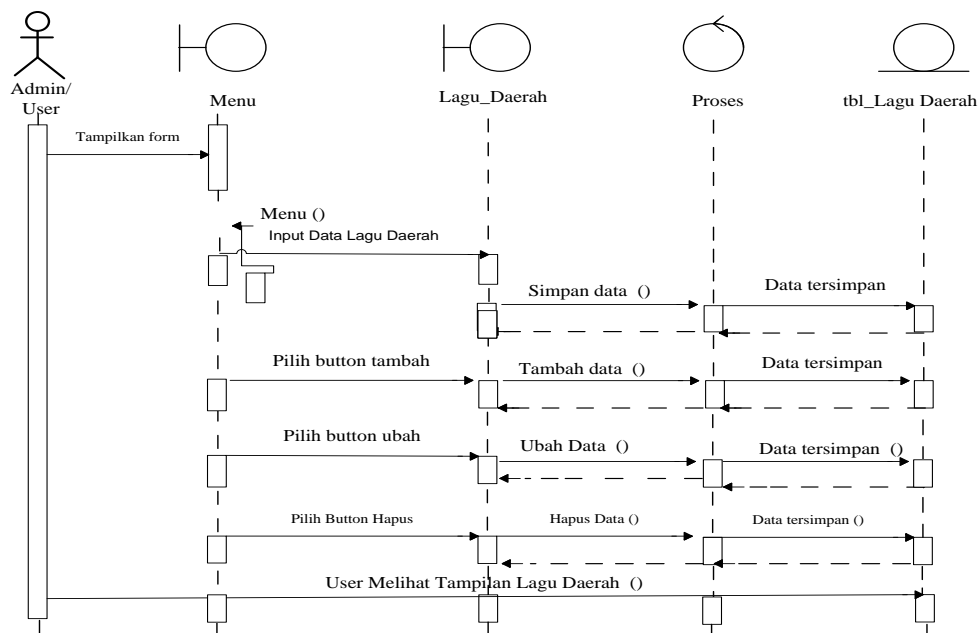 Admin/
User
Menu
Lagu_Daerah
Proses
tbl_Lagu Daerah
Tampilkan form
Menu ()
Input Data Lagu Daerah
Simpan data ()
Data tersimpan
Pilih button tambah
Tambah data ()
Data tersimpan
Pilih button ubah
Ubah Data ()
Data tersimpan ()
Pilih Button Hapus
Hapus Data ()
Data tersimpan ()
User Melihat Tampilan Lagu Daerah ()